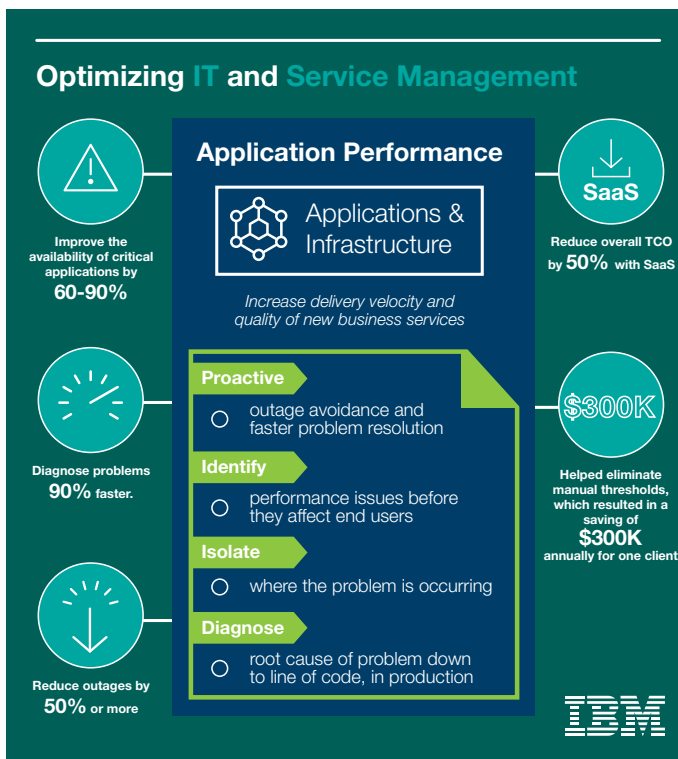 Optimizing IT and Service Management
Application Performance
Applications &
Infrastructure
Increase delivery velocity and
quality of new business services
Improve the
availability of critical
applications by
60-90%
Diagnose problems
90% faster.
Reduce outages by
50% or more
Proactive
outage avoidance and
faster problem resolution
Identify
performance issues before
they affect end users
Isolate
where the problem is occurring
Diagnose
root cause of problem down
to line of code, in production
SaaS
Reduce overall TCO
by 50% with SaaS
$300K
Helped eliminate
manual thresholds,
which resulted in a
saving of
$300K
annually for one client
IBM